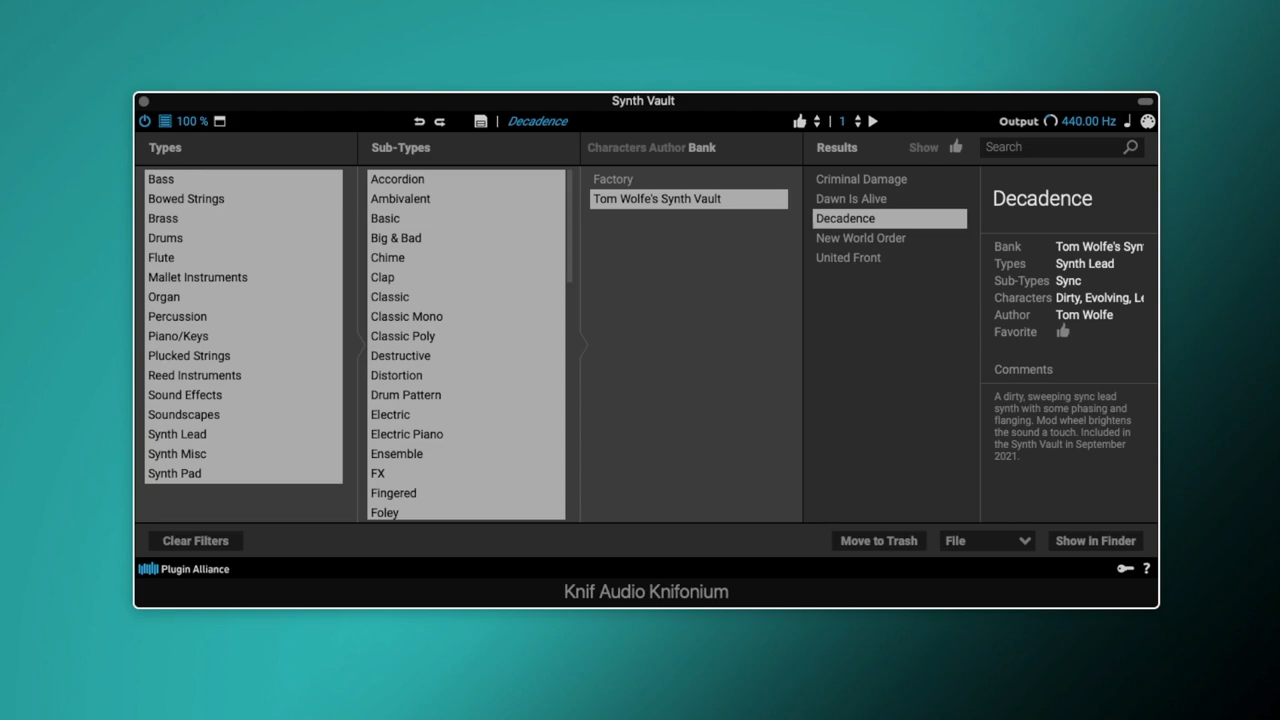 Synth Vault
100 %
Decadence
1
Output 440.00 Hz
Types
Sub-Types
Characters Author Bank
Results
Show
Search
Bass
Bowed Strings
Brass
Drums
Flute
Mallet Instruments
Organ
Percussion
Piano/Keys
Plucked Strings
Reed Instruments
Sound Effects
Soundscapes
Synth Lead
Synth Misc
Synth Pad
Accordion
Ambivalent
Basic
Big & Bad
Chime
Clap
Classic
Classic Mono
Classic Poly
Destructive
Distortion
Drum Pattern
Electric
Electric Piano
Ensemble
FX
Fingered
Foley
Factory
Tom Wolfe's Synth Vault
Criminal Damage
Dawn Is Alive
Decadence
New World Order
United Front
Decadence
Bank Tom Wolfe's Syn
Types Synth Lead
Sub-Types Sync
Characters Dirty, Evolving, Le
Author Tom Wolfe
Favorite
Comments
A dirty, sweeping sync lead
synth with some phasing and
flanging. Mod wheel brightens
the sound a touch. Included in
the Synth Vault in September
2021.
Clear Filters
Move to Trash
File
Show in Finder
Plugin Alliance
?
Knif Audio Knifonium